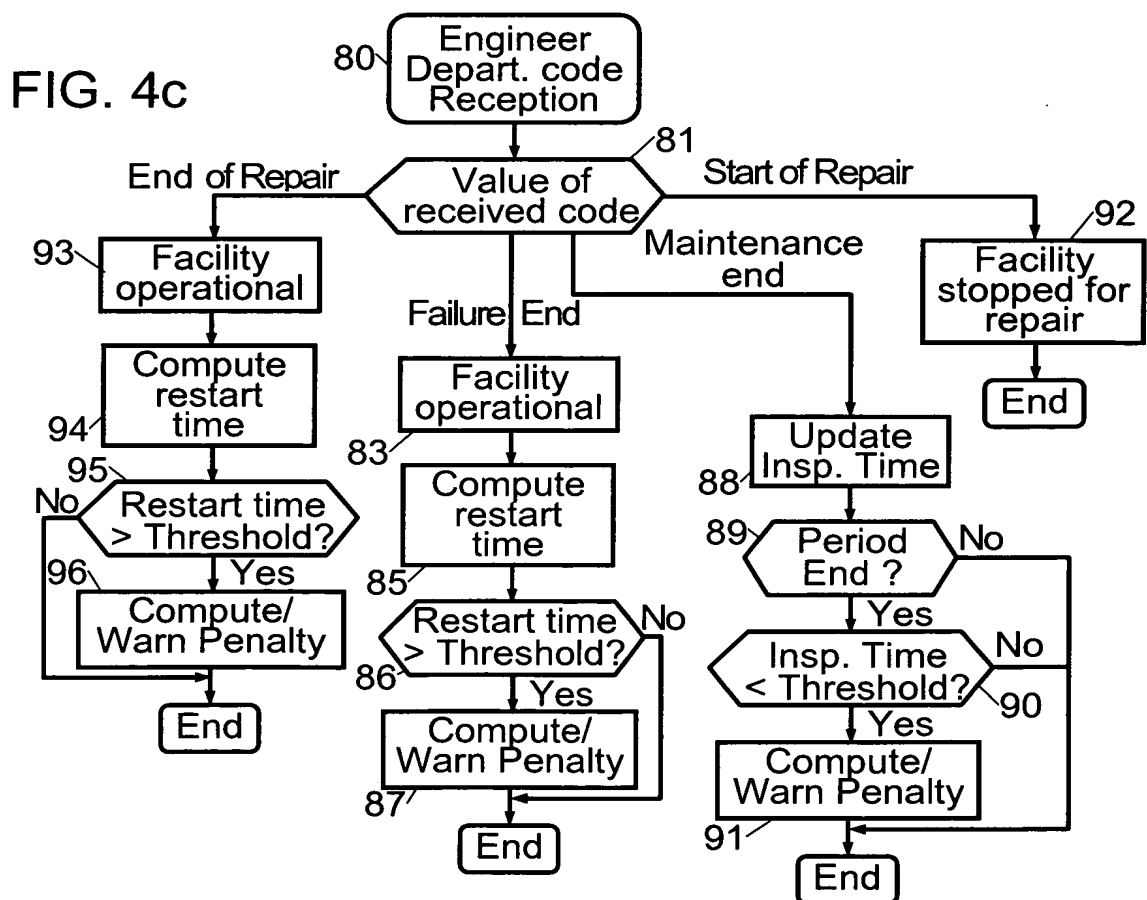 FIG. 4c
80
Engineer
Depart. code
Reception
81
Value of
received code
End of Repair
Start of Repair
Maintenance
end
Failure End
93
Facility
operational
94
Compute
restart
time
95
Restart time
> Threshold?
No
Yes
96
Compute/
Warn Penalty
End
Facility
operational
83
Compute
restart
time
85
Restart time
> Threshold?
86
No
Yes
Compute/
Warn Penalty
87
End
92
Facility
stopped for
repair
End
Update
Insp. Time
88
89
Period
End ?
No
Yes
Insp. Time
< Threshold?
90
No
Yes
Compute/
Warn Penalty
91
End